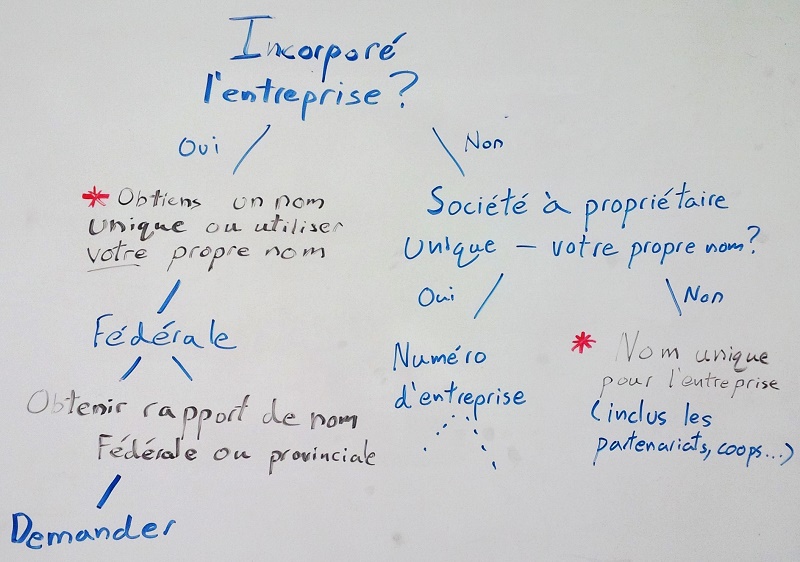 Incorporé
l'entreprise?
Oui
Non
* Obtiens un nom
unique ou utiliser
votre propre nom
Société à propriétaire
unique — votre propre nom?
Fédérale
Oui
Non
Obtenir rapport de nom
Fédérale ou provinciale
Numéro
d'entreprise
* Nom unique
pour l'entreprise
(inclus les
partenariats, coops...)
Demander